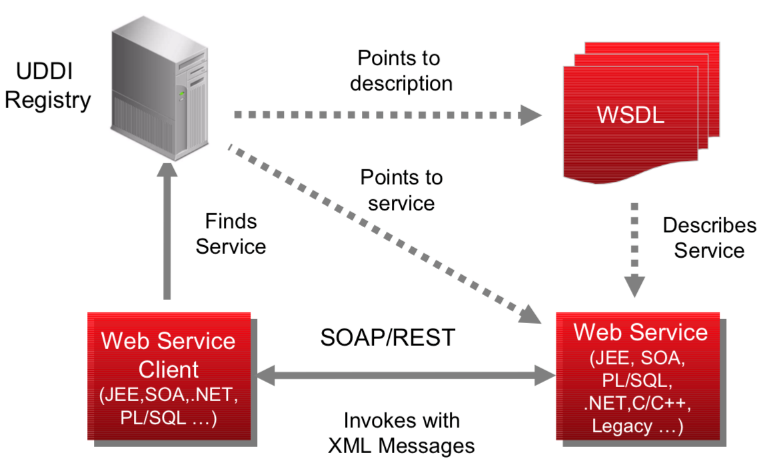 UDDI
Registry
Points to
description
WSDL
Points to
service
Finds
Service
Describes
Service
Web Service
Client
(JEE,SOA,.NET,
PL/SQL ...)
SOAP/REST
Invokes with
XML Messages
Web Service
(JEE, SOA,
PL/SQL,
.NET,C/C++,
Legacy ...)